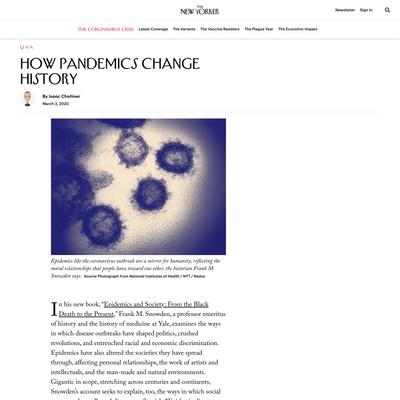 THE
NEW YORKER
Newsletter Sign In
THE CORONAVIRUS CRISIS Latest Coverage The Variants The Vaccine Resisters The Plague Year The Economic Impact
Q & A
HOW PANDEMICS CHANGE
HISTORY
By Isaac Chotiner
March 3, 2020
Epidemics like the coronavirus outbreak are a mirror for humanity, reflecting the
moral relationships that people have toward one other, the historian Frank M.
Snowden says. Source Photograph from National Institutes of Health / NYT / Redux
In his new book, “Epidemics and Society: From the Black
Death to the Present,” Frank M. Snowden, a professor emeritus
of history and the history of medicine at Yale, examines the ways
in which disease outbreaks have shaped politics, crushed
revolutions, and entrenched racial and economic discrimination.
Epidemics have also altered the societies they have spread
through, affecting personal relationships, the work of artists and
intellectuals, and the man-made and natural environments.
Gigantic in scope, stretching across centuries and continents,
Snowden’s account seeks to explain, too, the ways in which social